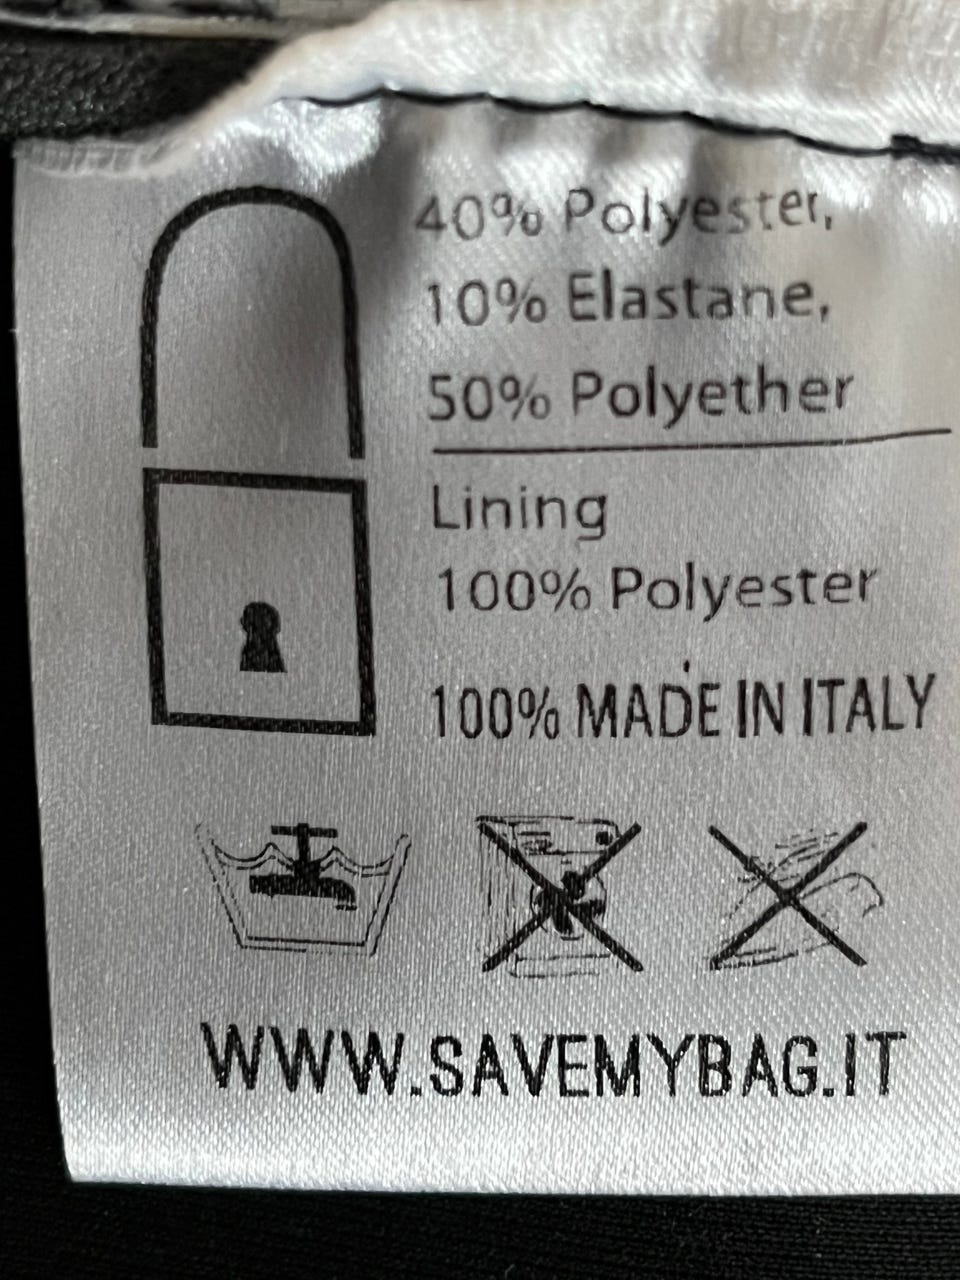 40% Polyester,
10% Elastane,
50% Polyether
Lining
100% Polyester
100% MADE IN ITALY
WWW.SAVEMYBAG.IT